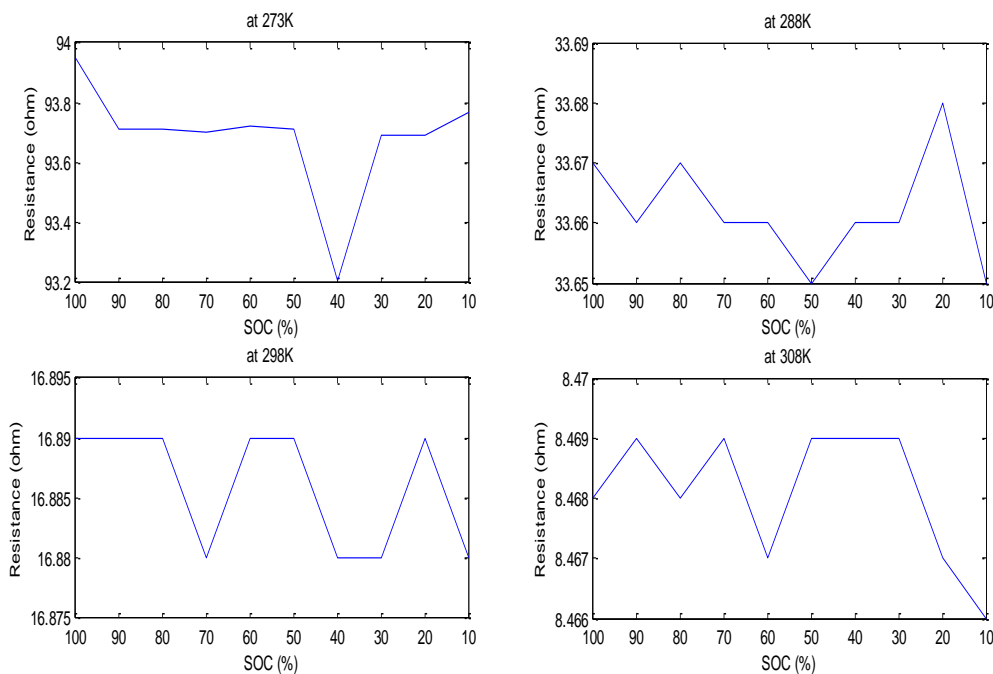 at 273K
94
93.8
93.6
93.4
93.2
Resistance (ohm)
100 90 80 70 60 50 40 30 20 10
SOC (%)
at 288K
33.69
33.68
33.67
33.66
33.65
Resistance (ohm)
100 90 80 70 60 50 40 30 20 10
SOC (%)
at 298K
16.895
16.89
16.885
16.88
16.875
Resistance (ohm)
100 90 80 70 60 50 40 30 20 10
SOC (%)
at 308K
8.47
8.469
8.468
8.467
8.466
Resistance (ohm)
100 90 80 70 60 50 40 30 20 10
SOC (%)